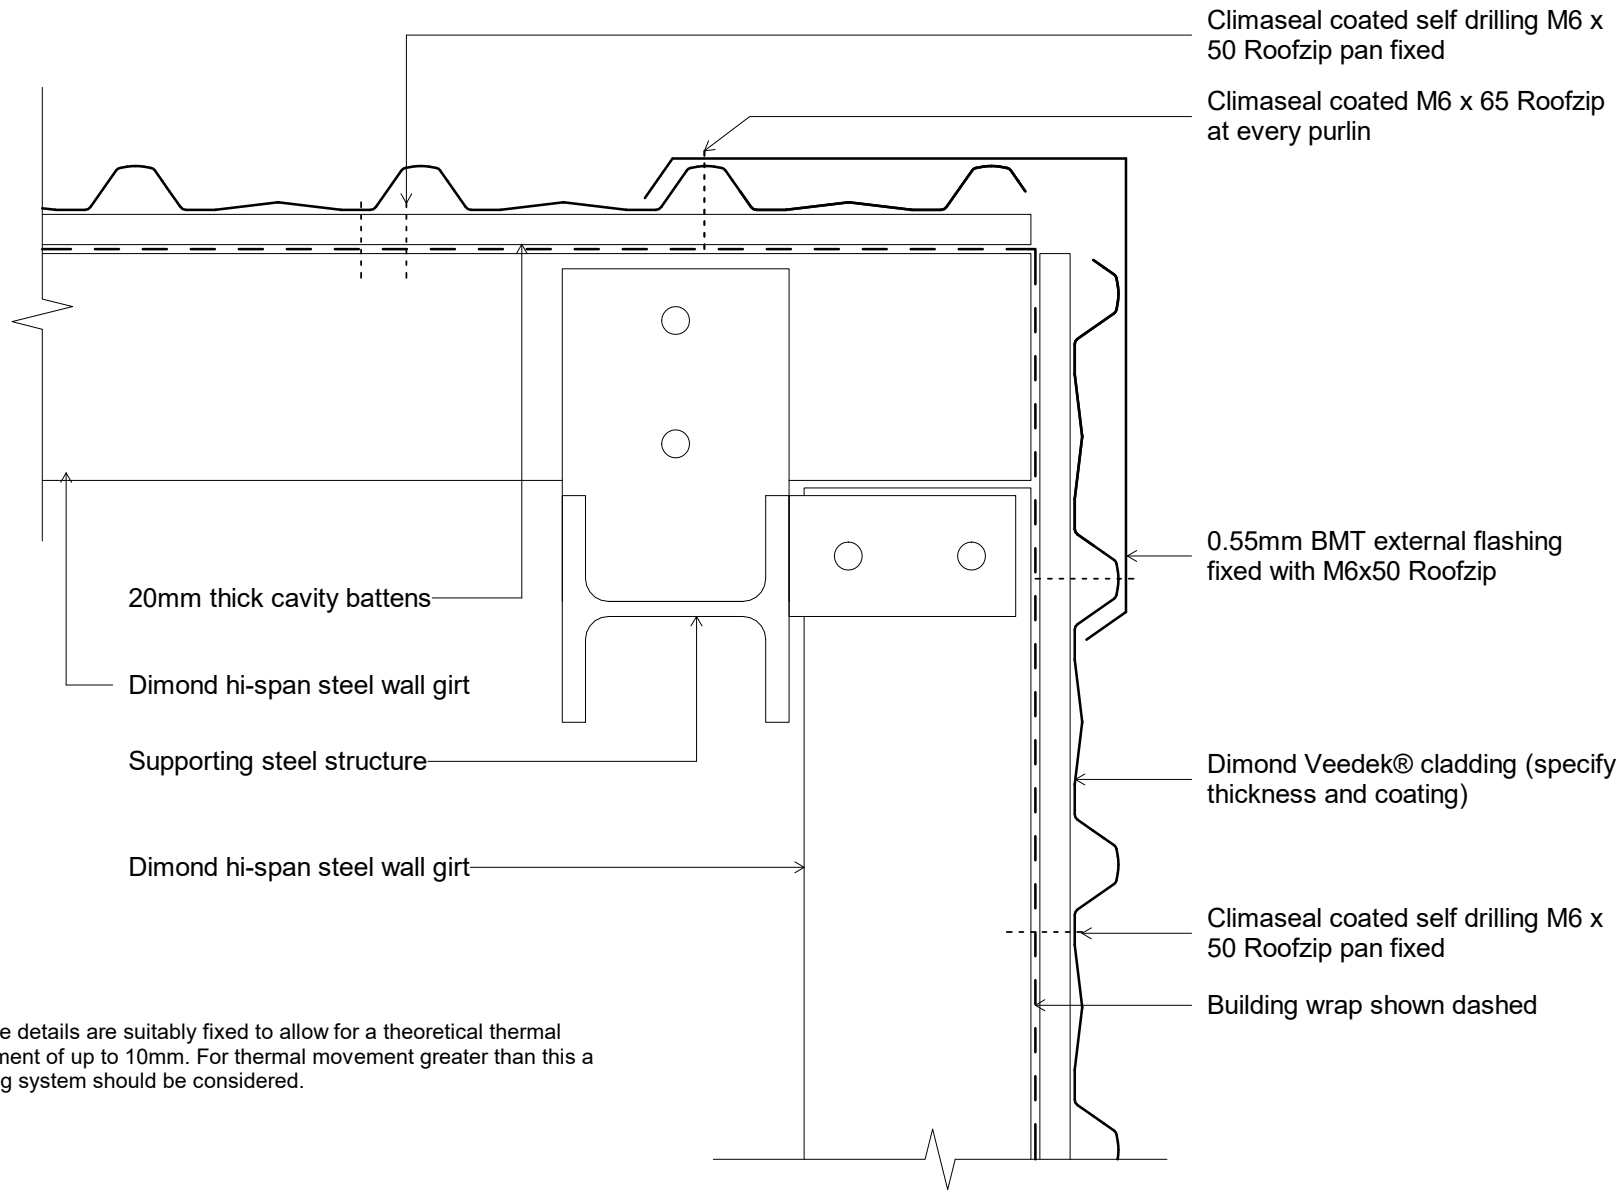 Climaseal coated self drilling M6 x
50 Roofzip pan fixed
Climaseal coated M6 x 65 Roofzip
at every purlin
0.55mm BMT external flashing
fixed with M6x50 Roofzip
20mm thick cavity battens
Dimond hi-span steel wall girt
Supporting steel structure
Dimond Veedek® cladding (specify
thickness and coating)
Dimond hi-span steel wall girt
Climaseal coated self drilling M6 x
50 Roofzip pan fixed
Building wrap shown dashed
e details are suitably fixed to allow for a theoretical thermal
ment of up to 10mm. For thermal movement greater than this a
g system should be considered.